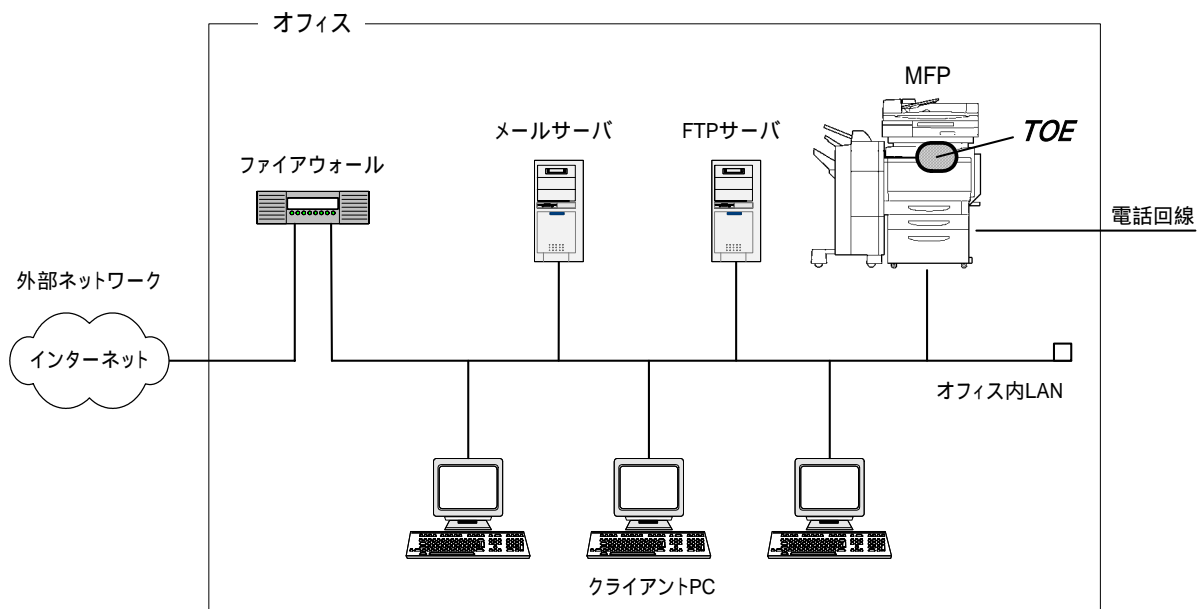 オフィス
MFP
TOE
メールサーバ
FTPサーバ
ファイアウォール
電話回線
外部ネットワーク
インターネット
オフィス内LAN
クライアントPC